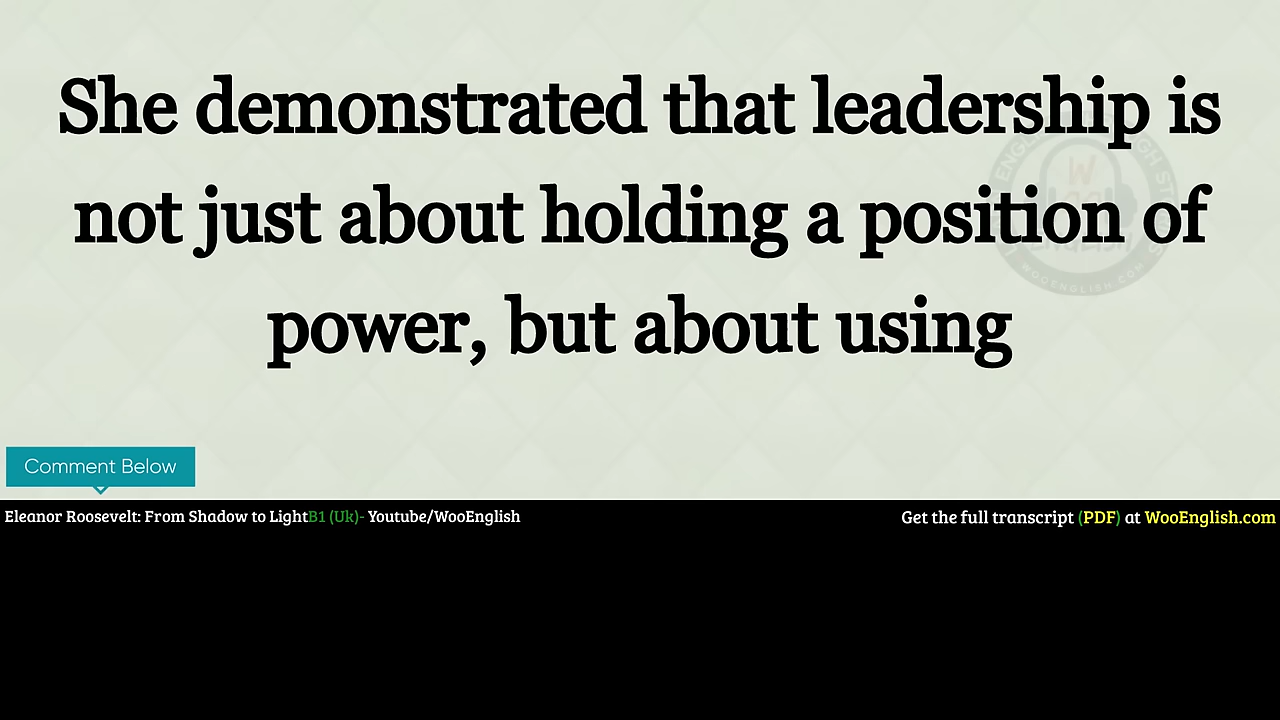 She demonstrated that leadership is
not just about holding a position of
power, but about using
Comment Below
Eleanor Roosevelt: From Shadow to LightB1 (Uk)- Youtube/WooEnglish
Get the full transcript (PDF) at WooEnglish.com